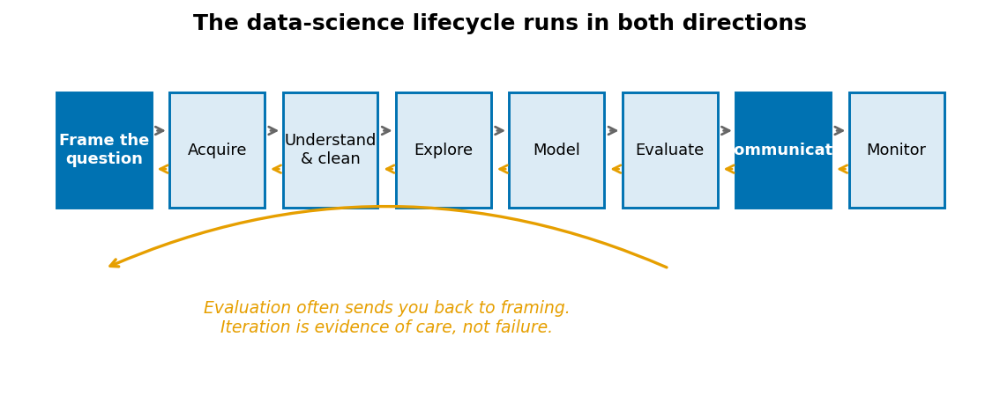 The data-science lifecycle runs in both directions
Frame the
question
Acquire
Understand
& clean
Explore
Model
Evaluate
ommunicat
Monitor
Evaluation often sends you back to framing.
Iteration is evidence of care, not failure.